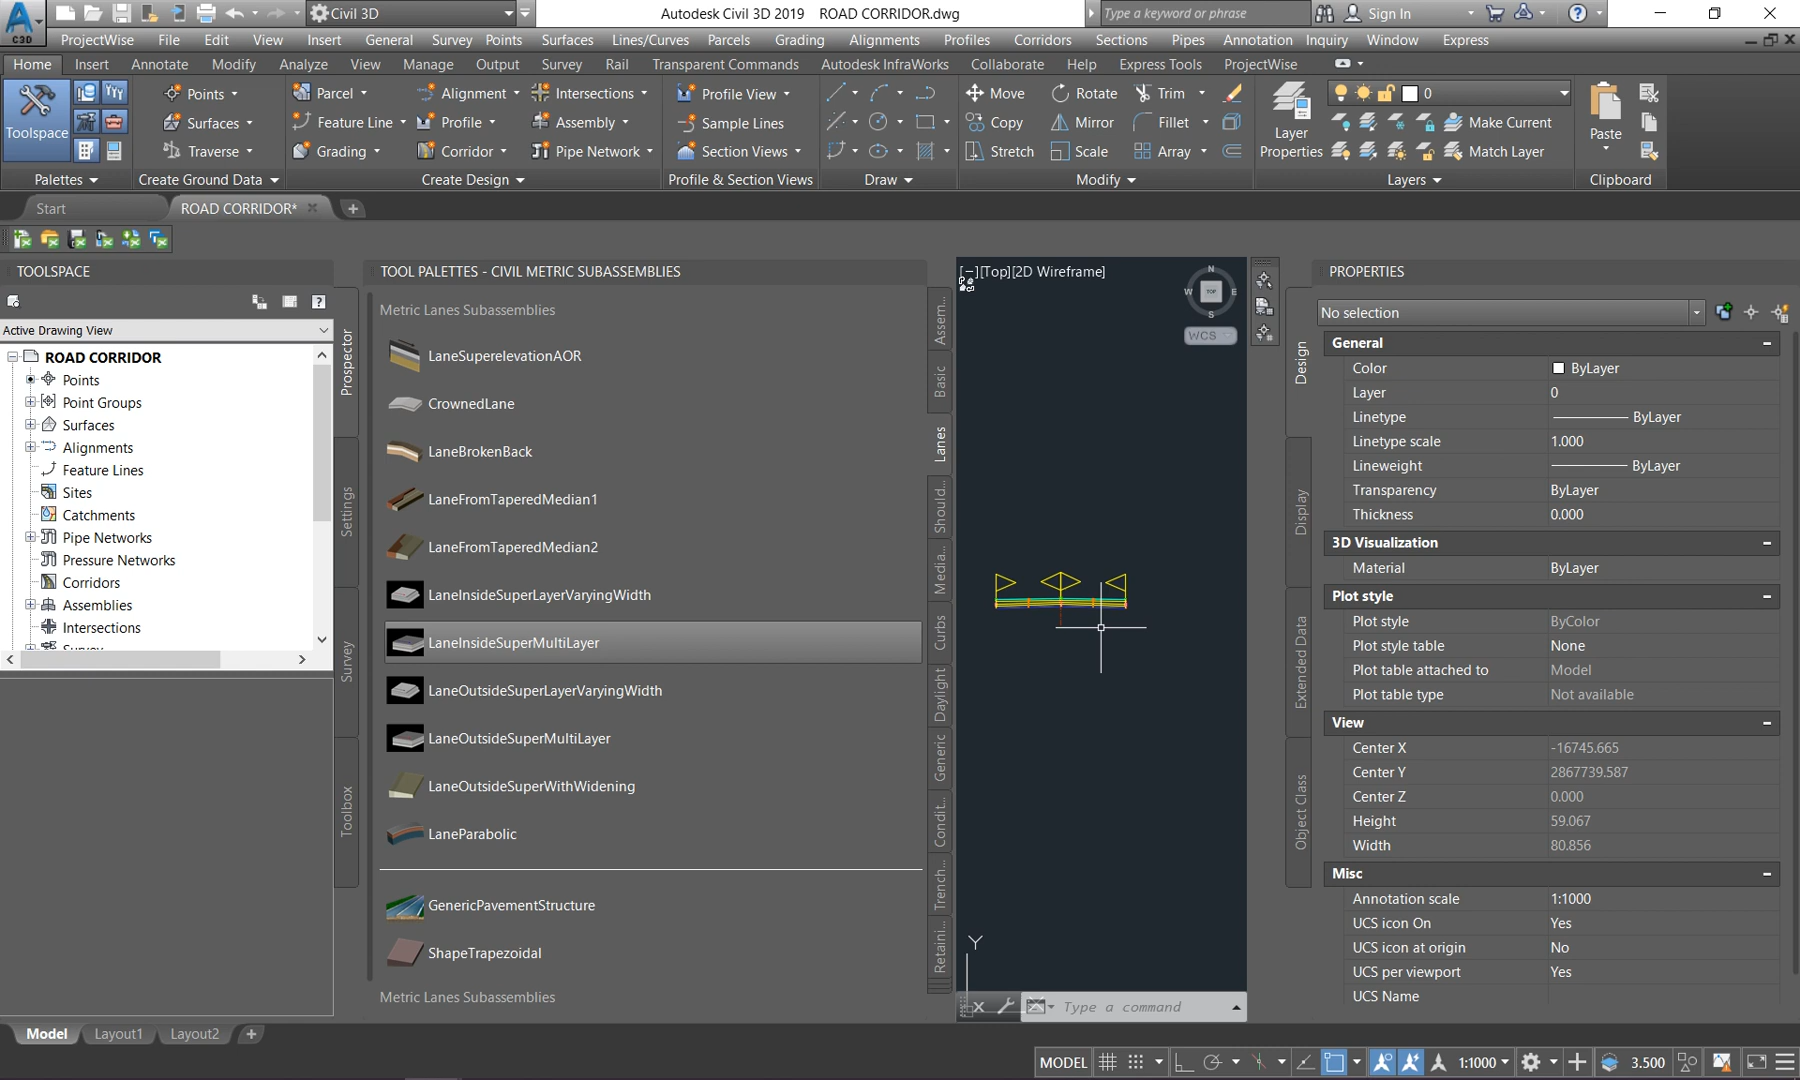 C3D
Civil 3D
Autodesk Civil 3D 2019 ROAD CORRIDOR.dwg
Type a keyword or phrase
Sign In
ProjectWise File Edit View Insert General Survey Points Surfaces Lines/Curves Parcels Grading Alignments Profiles Corridors Sections Pipes Annotation Inquiry Window Express
Home Insert Annotate Modify Analyze View Manage Output Survey Rail Transparent Commands Autodesk InfraWorks Collaborate Help Express Tools ProjectWise
Toolspace
Palettes
Points
Surfaces
Traverse
Create Ground Data
Parcel Alignment Intersections
Feature Line Profile Assembly
Grading Corridor Pipe Network
Create Design
Profile View
Sample Lines
Section Views
Profile & Section Views
Draw
Move Rotate Trim
Copy Mirror Fillet
Stretch Scale Array
Modify
Layer
Properties
0
Make Current
Match Layer
Layers
Paste
Clipboard
Start
ROAD CORRIDOR*
TOOLSPACE
Active Drawing View
ROAD CORRIDOR
Points
Point Groups
Surfaces
Alignments
Feature Lines
Sites
Catchments
Pipe Networks
Pressure Networks
Corridors
Assemblies
Intersections
Survey
Prospector
Settings
Survey
Toolbox
TOOL PALETTES - CIVIL METRIC SUBASSEMBLIES
Metric Lanes Subassemblies
LaneSuperelevationAOR
CrownedLane
LaneBrokenBack
LaneFromTaperedMedian1
LaneFromTaperedMedian2
LaneInsideSuperLayerVaryingWidth
LaneInsideSuperMultiLayer
LaneOutsideSuperLayerVaryingWidth
LaneOutsideSuperMultiLayer
LaneOutsideSuperWithWidening
LaneParabolic
GenericPavementStructure
ShapeTrapezoidal
Metric Lanes Subassemblies
Assem...
Basic
Lanes
Should...
Media...
Curbs
Daylight
Generic
Condit...
Trench...
Retaini...
[−][Top][2D Wireframe]
N
W TOP E
S
WCS
Y
Type a command
PROPERTIES
Design
Display
Extended Data
Object Class
No selection
General
Color ByLayer
Layer 0
Linetype ByLayer
Linetype scale 1.000
Lineweight ByLayer
Transparency ByLayer
Thickness 0.000
3D Visualization
Material ByLayer
Plot style
Plot style ByColor
Plot style table None
Plot table attached to Model
Plot table type Not available
View
Center X -16745.665
Center Y 2867739.587
Center Z 0.000
Height 59.067
Width 80.856
Misc
Annotation scale 1:1000
UCS icon On Yes
UCS icon at origin No
UCS per viewport Yes
UCS Name
Model Layout1 Layout2 +
MODEL 1:1000 3.500